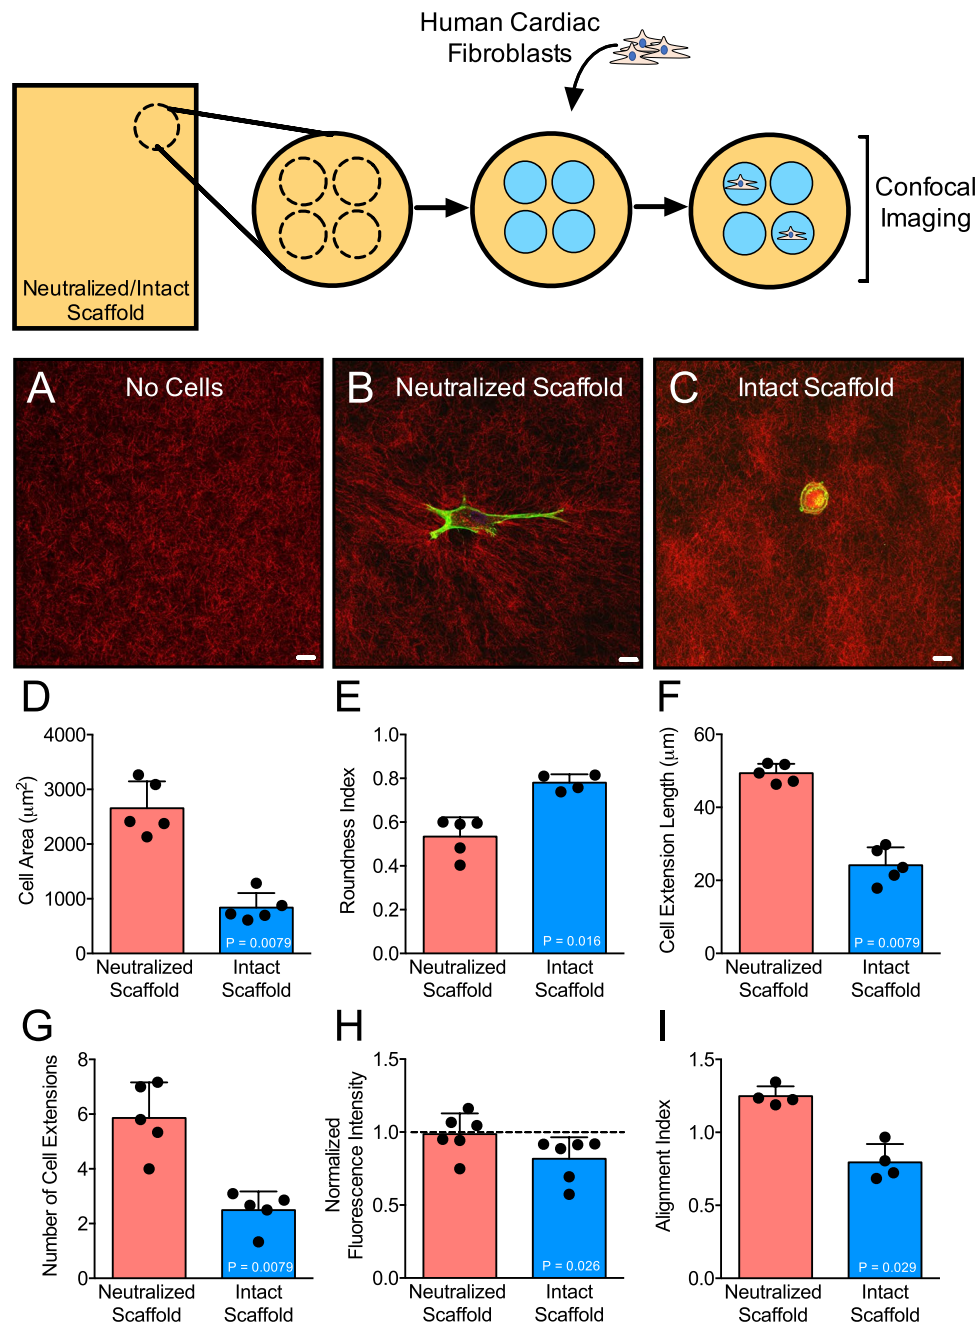 Human Cardiac
Fibroblasts
Neutralized/Intact
Scaffold
Confocal
Imaging
A
No Cells
B
Neutralized Scaffold
C
Intact Scaffold
D
Cell Area (μm²)
4000
3000
2000
1000
0
P = 0.0079
Neutralized
Scaffold
Intact
Scaffold
E
Roundness Index
1.0
0.8
0.6
0.4
0.2
0.0
P = 0.016
Neutralized
Scaffold
Intact
Scaffold
F
Cell Extension Length (μm)
60
40
20
0
P = 0.0079
Neutralized
Scaffold
Intact
Scaffold
G
Number of Cell Extensions
8
6
4
2
0
P = 0.0079
Neutralized
Scaffold
Intact
Scaffold
H
Normalized
Fluorescence Intensity
1.5
1.0
0.5
0.0
P = 0.026
Neutralized
Scaffold
Intact
Scaffold
I
Alignment Index
1.5
1.0
0.5
0.0
P = 0.029
Neutralized
Scaffold
Intact
Scaffold